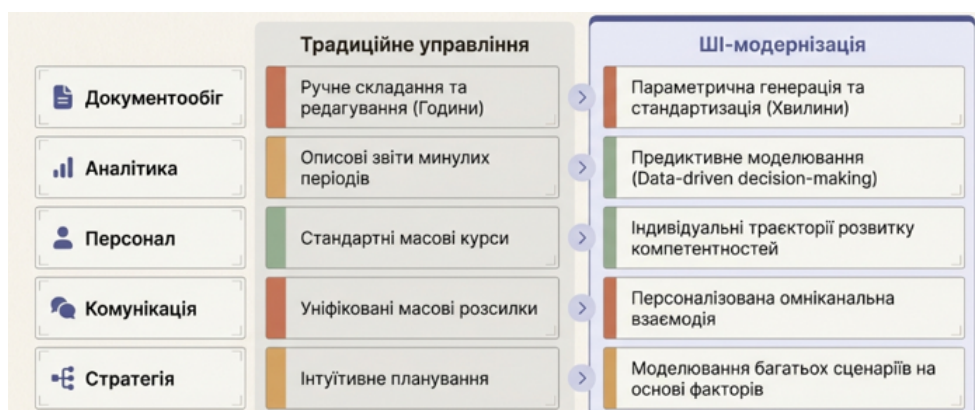 Традиційне управління
ШІ-модернізація
Документообіг
Ручне складання та
редагування (Години)
Параметрична генерація та
стандартизація (Хвилини)
Аналітика
Описові звіти минулих
періодів
Предиктивне моделювання
(Data-driven decision-making)
Персонал
Стандартні масові курси
Індивідуальні траєкторії розвитку
компетентностей
Комунікація
Уніфіковані масові розсилки
Персоналізована омніканальна
взаємодія
Стратегія
Інтуїтивне планування
Моделювання багатьох сценаріїв на
основі факторів